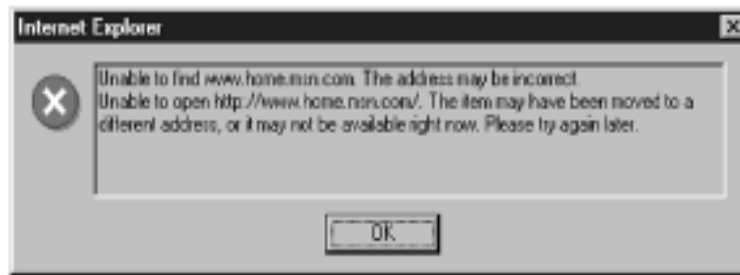 Internet Explorer
Unable to find www.home.msn.com. The address may be incorrect.
Unable to open http://www.home.msn.com/. The item may have been moved to a
different address, or it may not be available right now. Please try again later.
OK